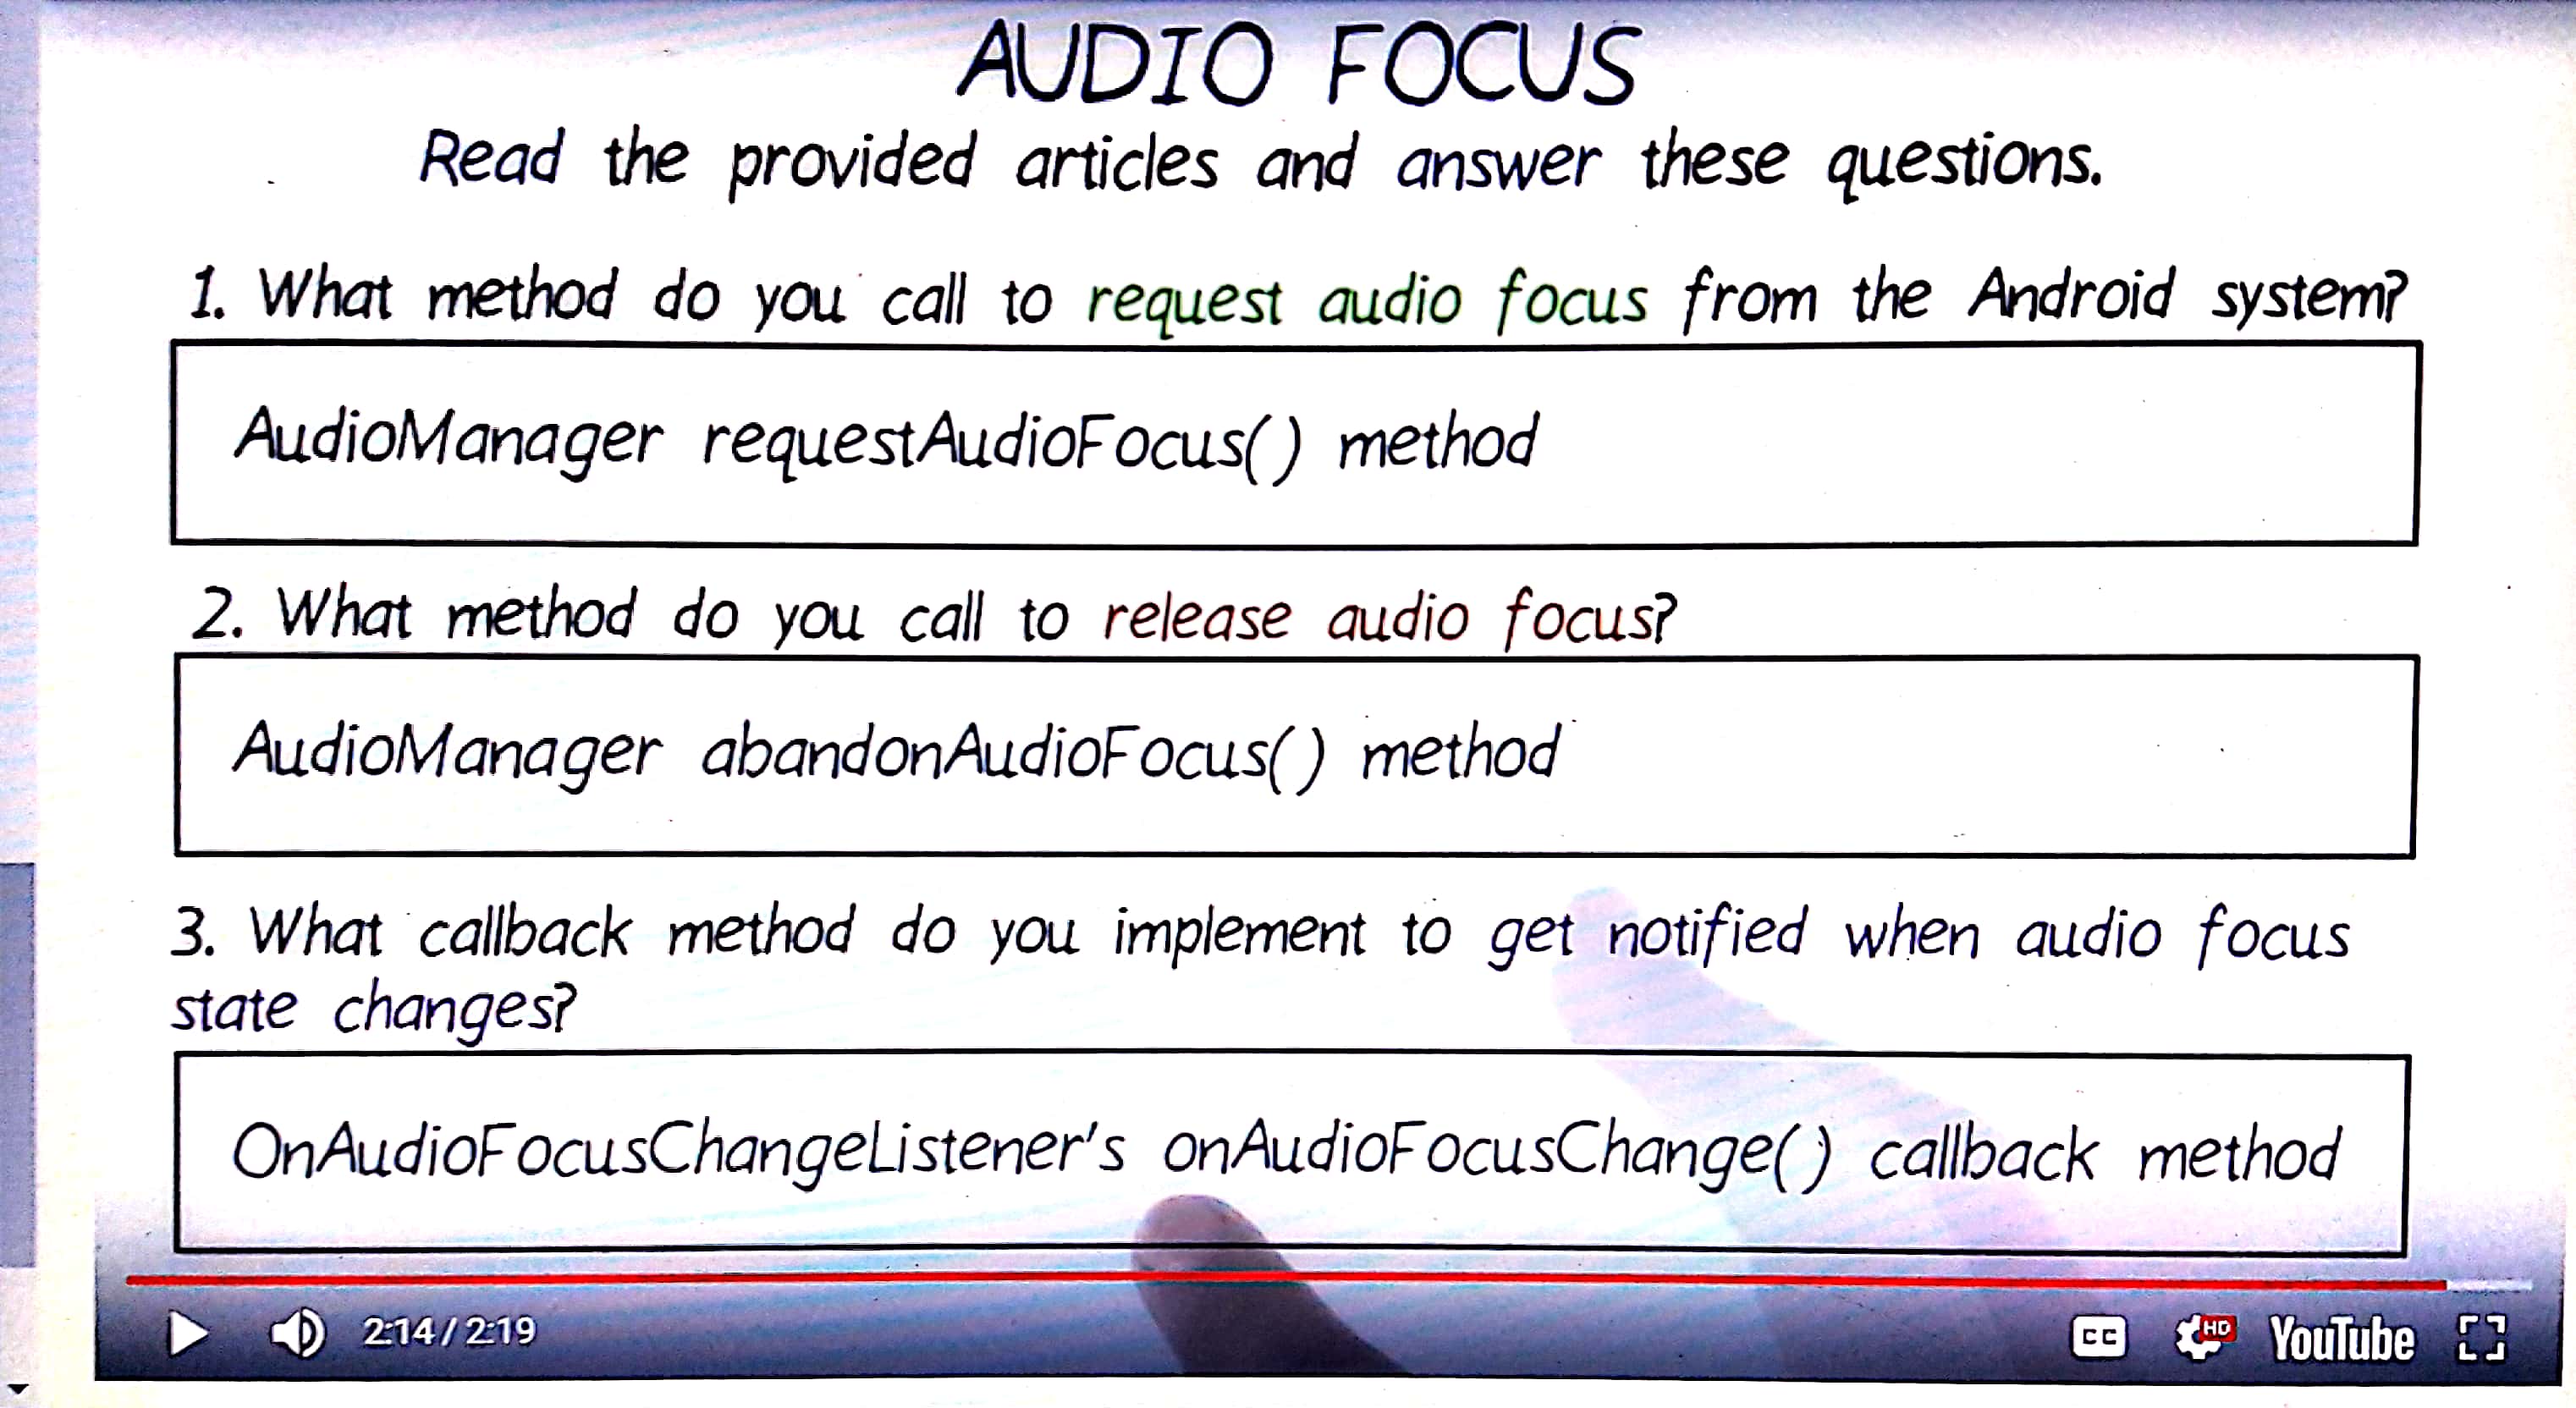 AUDIO FOCUS
Read the provided articles and answer these questions.
1. What method do you call to request audio focus from the Android system?
AudioManager requestAudioFocus() method
2. What method do you call to release audio focus?
AudioManager abandonAudioFocus() method
3. What callback method do you implement to get notified when audio focus
state changes?
OnAudioFocusChangeListener's onAudioFocusChange() callback method
2:14 / 2:19
CC
HD
YouTube